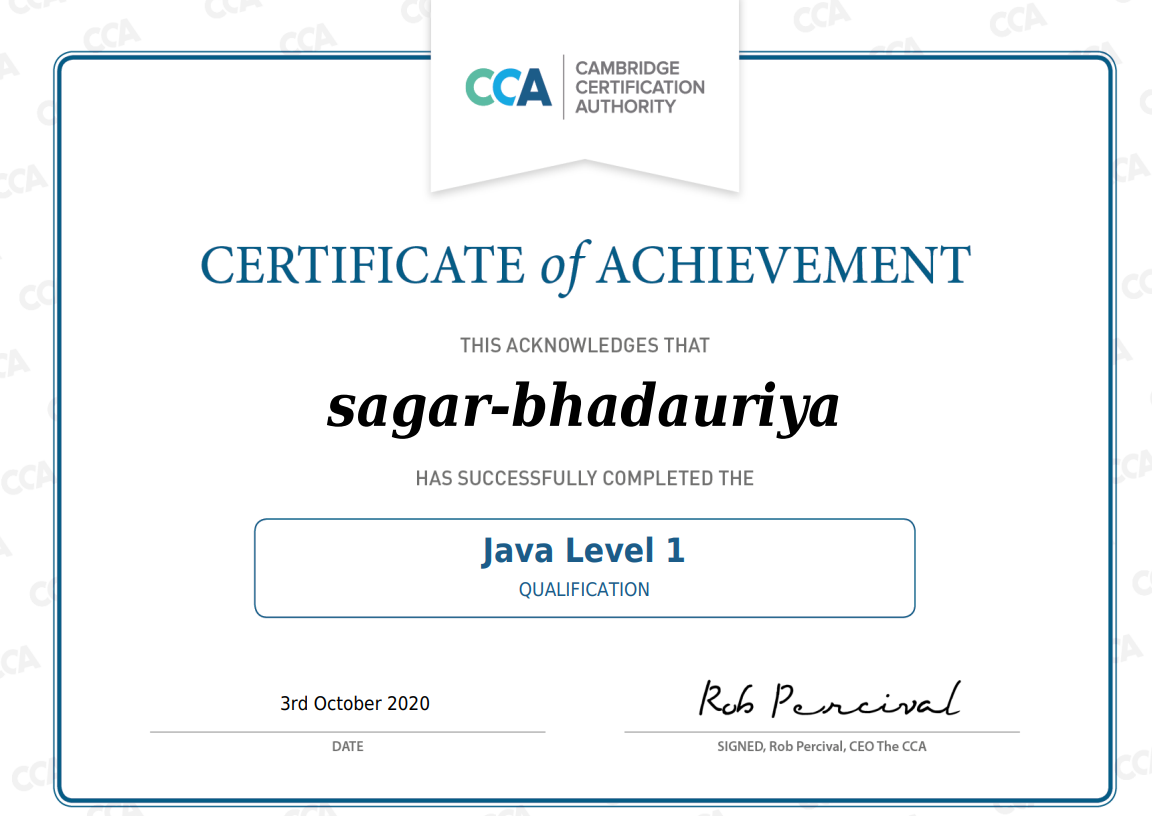 CCA
CAMBRIDGE
CERTIFICATION
AUTHORITY
CERTIFICATE of ACHIEVEMENT
THIS ACKNOWLEDGES THAT
sagar-bhadauriya
HAS SUCCESSFULLY COMPLETED THE
Java Level 1
QUALIFICATION
3rd October 2020
Rob Percival
DATE
SIGNED, Rob Percival, CEO The CCA